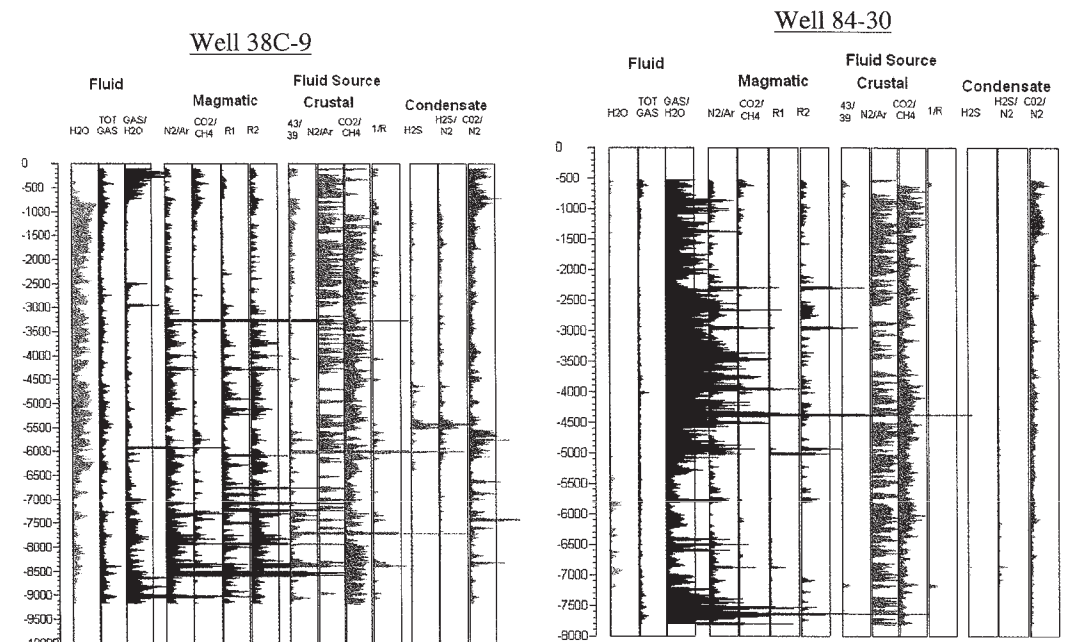 Well 38C-9
Fluid
Fluid Source
Magmatic
Crustal
Condensate
H2O
TOT GAS
GAS/ H2O
N2/Ar
CO2/ CH4
R1
R2
43/ 39
N2/Ar
CO2/ CH4
1/R
H2S
H2S/ N2
C02/ N2
0
-500
-1000
-1500
-2000
-2500
-3000
-3500
-4000
-4500
-5000
-5500
-6000
-6500
-7000
-7500
-8000
-8500
-9000
-9500
Well 84-30
Fluid
Fluid Source
Magmatic
Crustal
Condensate
H2O
TOT GAS
GAS/ H2O
N2/Ar
CO2/ CH4
R1
R2
43/ 39
N2/Ar
CO2/ CH4
1/R
H2S
H2S/ N2
C02/ N2
0
-500
-1000
-1500
-2000
-2500
-3000
-3500
-4000
-4500
-5000
-5500
-6000
-6500
-7000
-7500
-8000